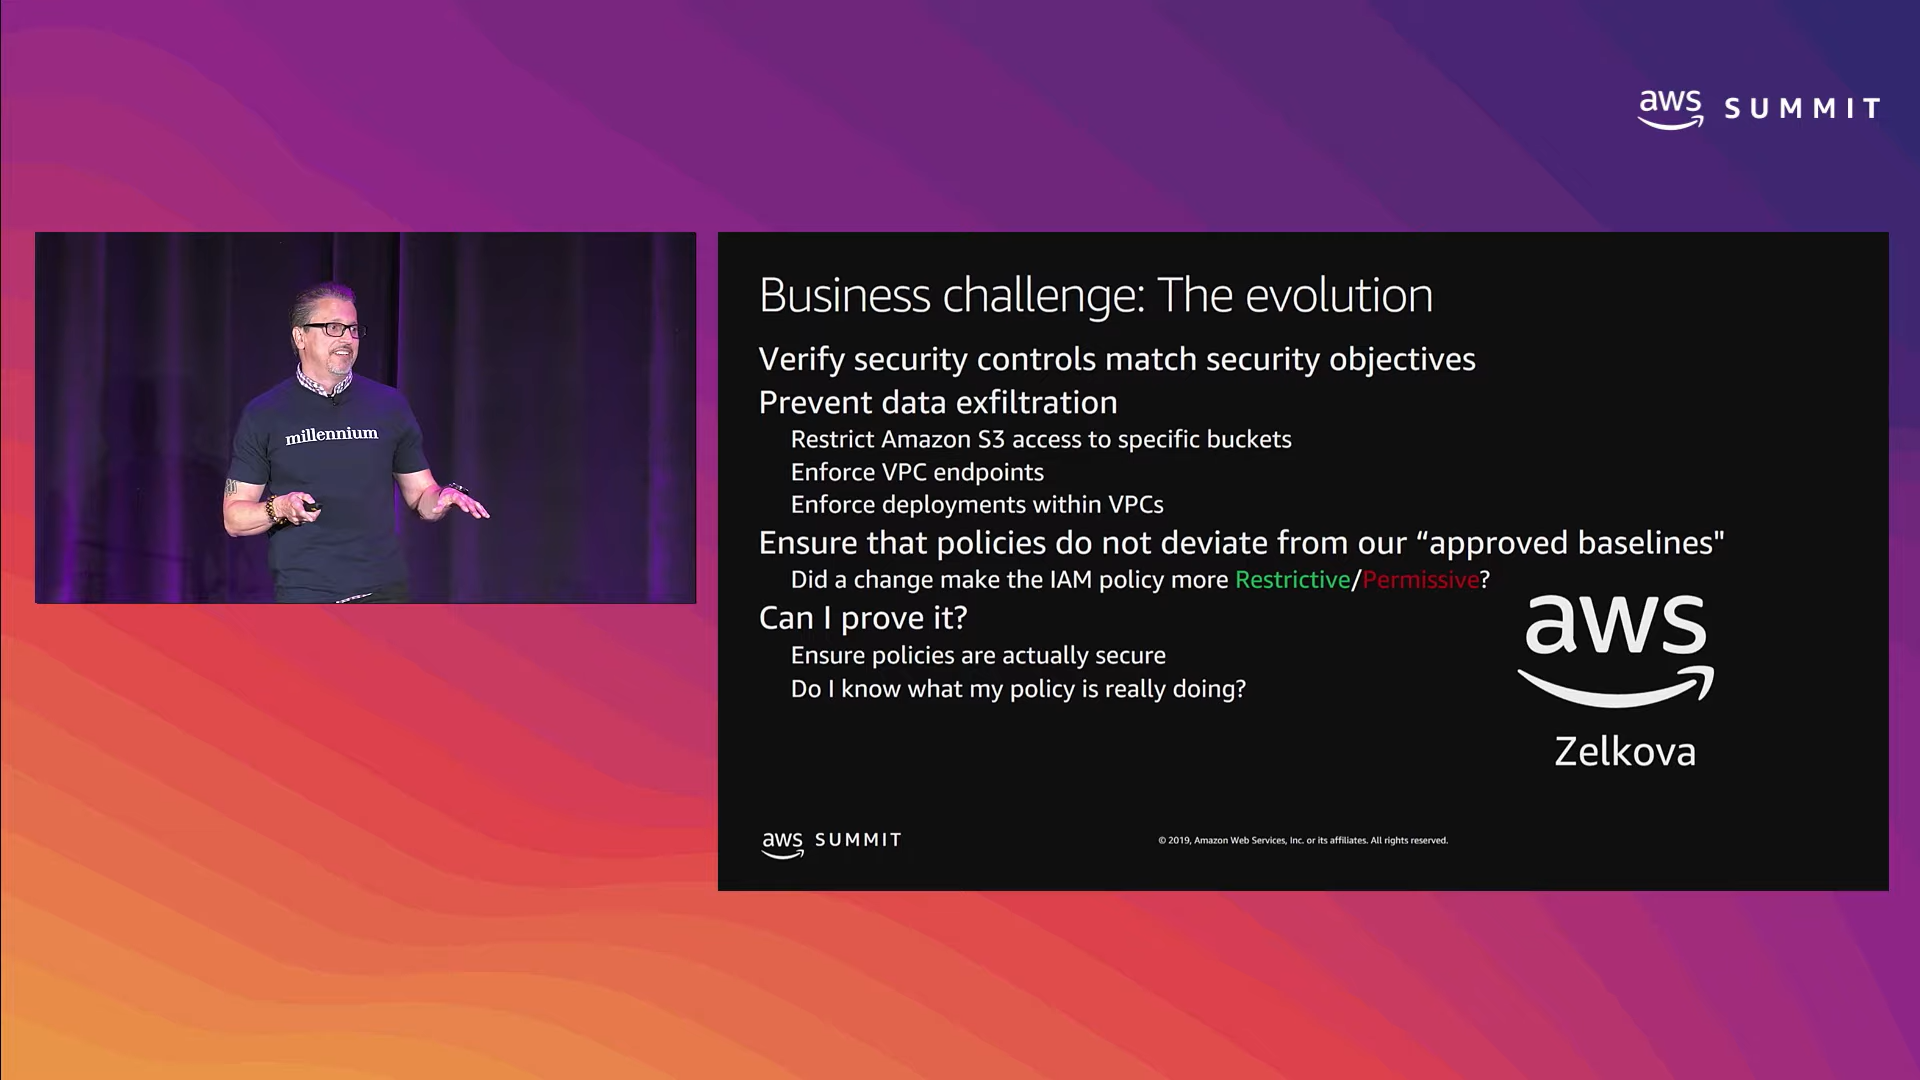 aws SUMMIT
millennium
Business challenge: The evolution
Verify security controls match security objectives
Prevent data exfiltration
Restrict Amazon S3 access to specific buckets
Enforce VPC endpoints
Enforce deployments within VPCs
Ensure that policies do not deviate from our “approved baselines"
Did a change make the IAM policy more Restrictive/Permissive?
Can I prove it?
Ensure policies are actually secure
Do I know what my policy is really doing?
aws
Zelkova
aws SUMMIT
© 2019, Amazon Web Services, Inc. or its affiliates. All rights reserved.